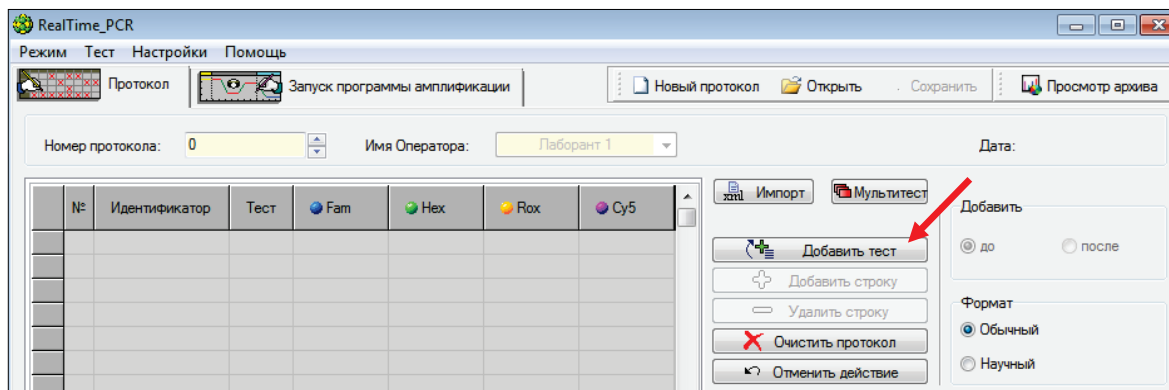 RealTime_PCR
Режим Тест Настройки Помощь
Протокол Запуск программы амплификации Новый протокол Открыть Сохранить Просмотр архива
Номер протокола: 0 Имя Оператора: Лаборант 1 Дата:
№ Идентификатор Тест Fam Hex Rox Cy5
xml Импорт Мультитест
Добавить
Добавить тест
до после
Добавить строку
Удалить строку
Формат
Обычный
Очистить протокол
Научный
Отменить действие